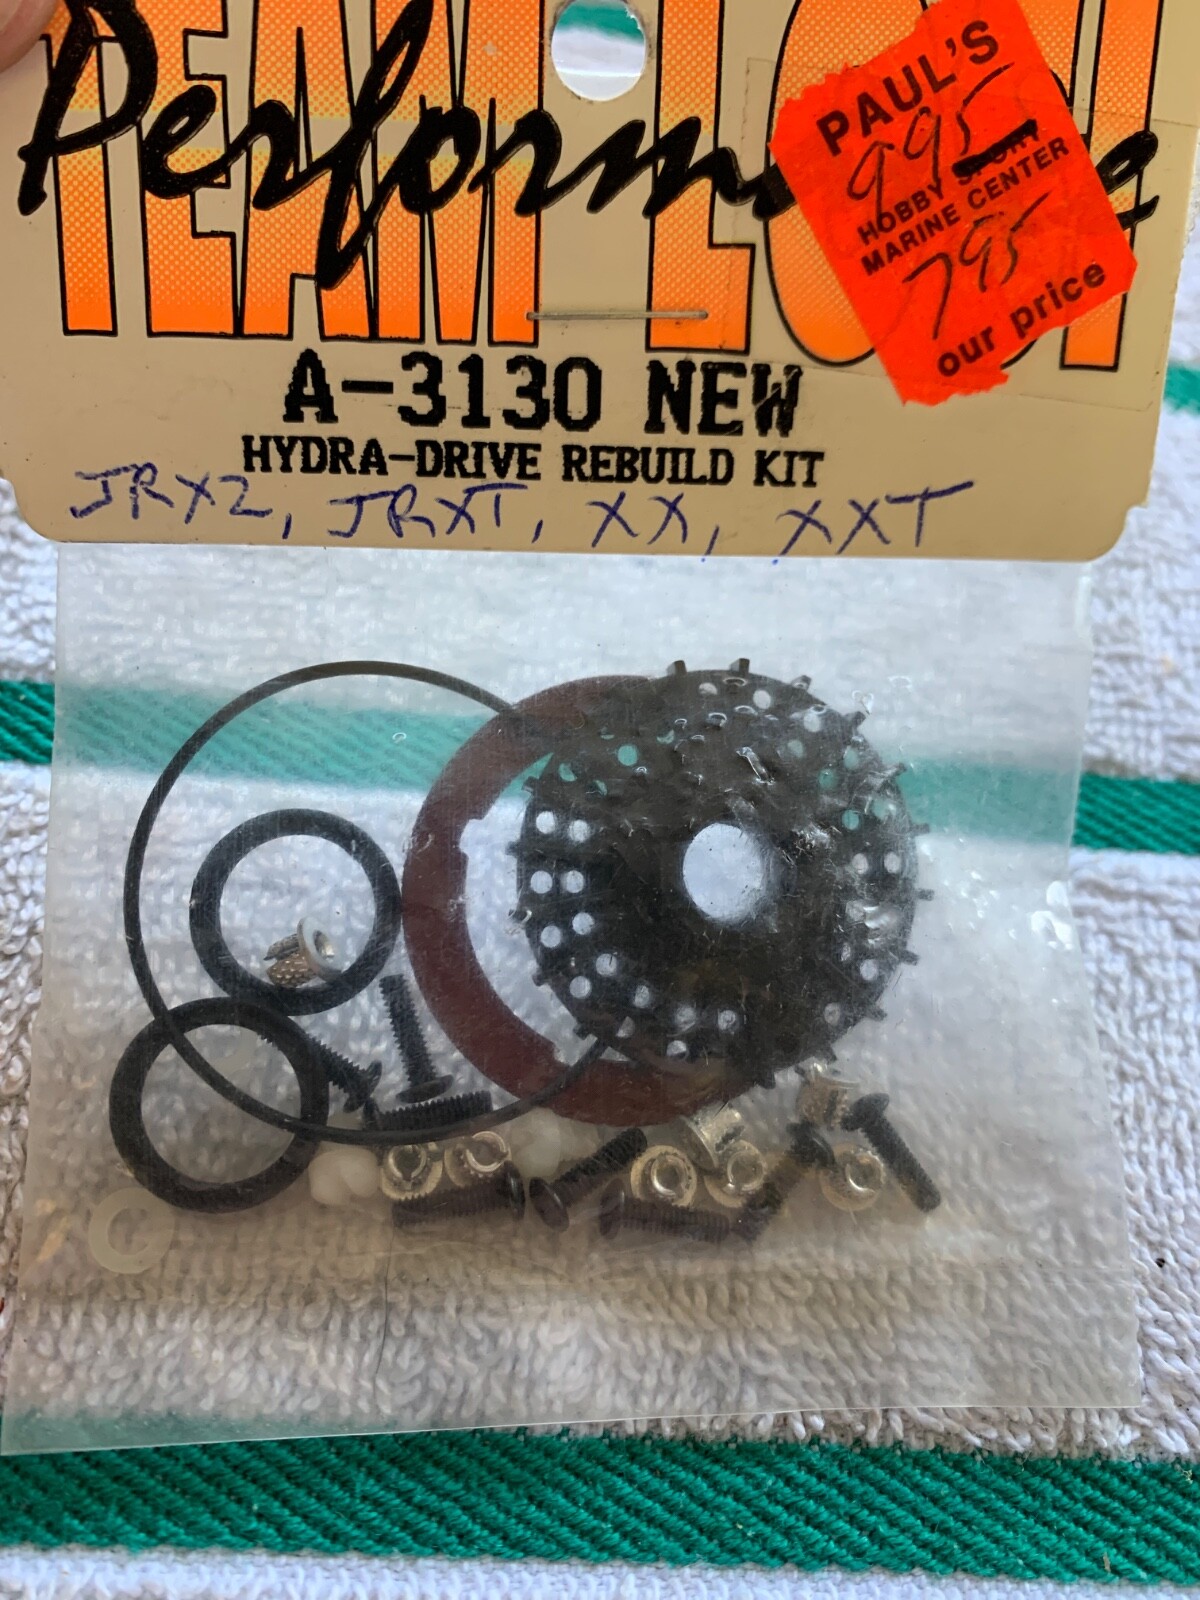 TEAM LOSI
Performance
PAUL'S
995
HOBBY SPORT
MARINE CENTER
795
our price
A-3130 NEW
HYDRA-DRIVE REBUILD KIT
JRX2, JRXT, XX, XXT
C